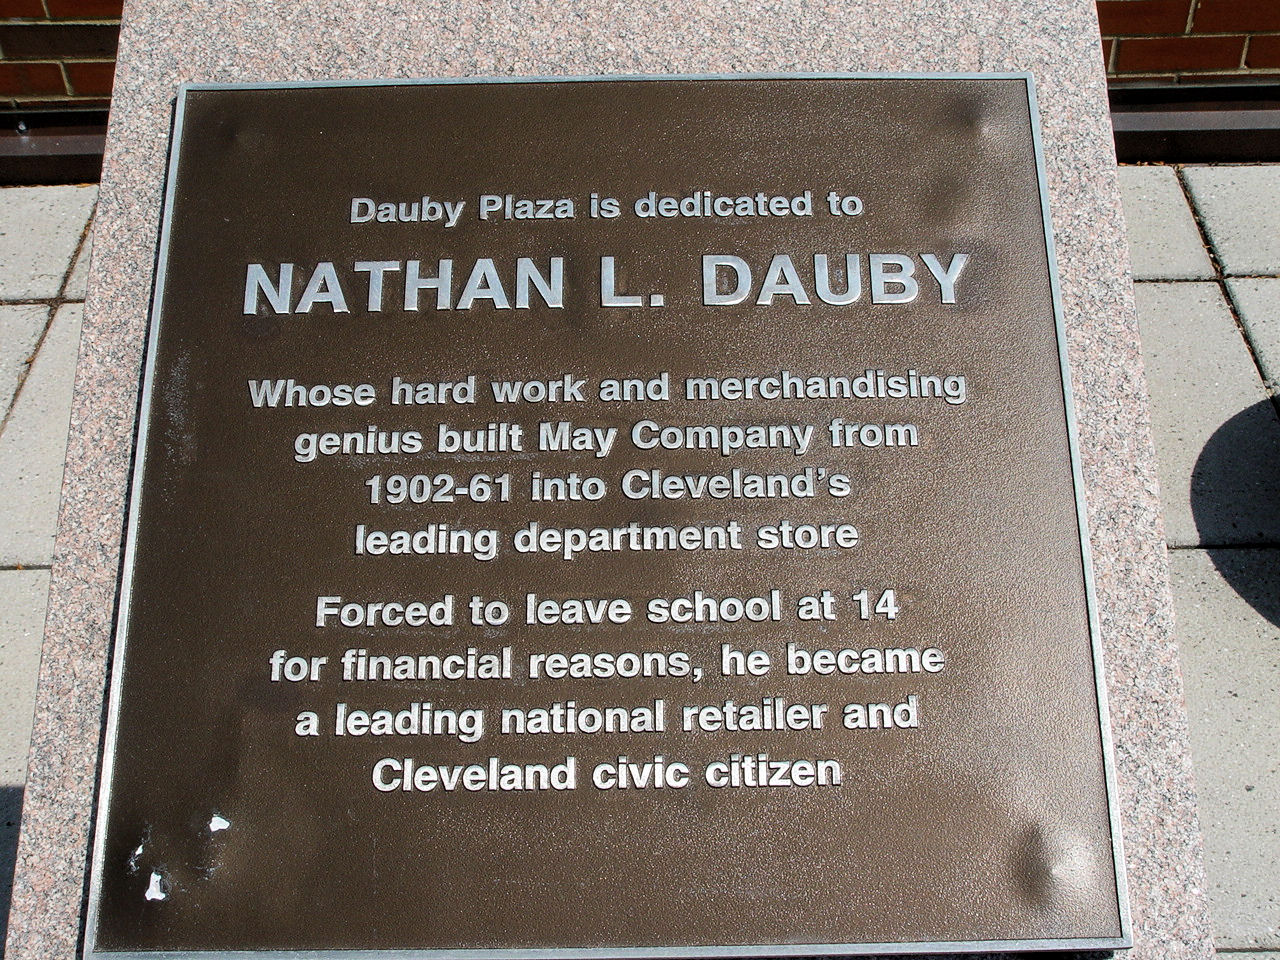 Dauby Plaza is dedicated to
NATHAN L. DAUBY
Whose hard work and merchandising
genius built May Company from
1902-61 into Cleveland's
leading department store
Forced to leave school at 14
for financial reasons, he became
a leading national retailer and
Cleveland civic citizen